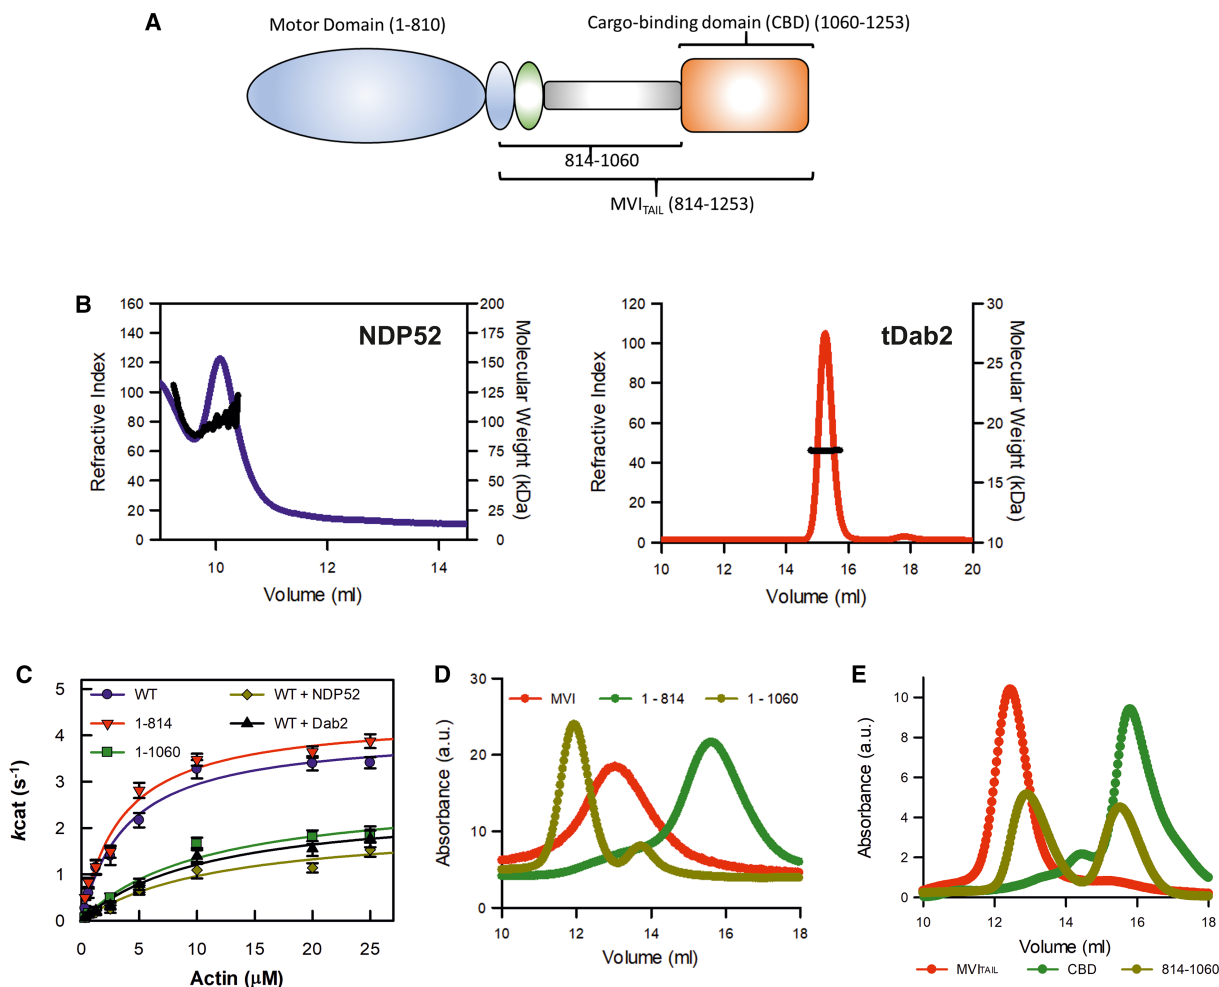 A
Motor Domain (1-810)
Cargo-binding domain (CBD) (1060-1253)
814-1060
MVITAIL (814-1253)
B
160
140
120
100
80
60
40
20
0
Refractive Index
NDP52
200
175
150
125
100
75
50
25
0
Molecular Weight (kDa)
10
12
14
Volume (ml)
120
100
80
60
40
20
0
Refractive Index
tDab2
30
25
20
15
10
Molecular Weight (kDa)
10
12
14
16
18
20
Volume (ml)
C
5
4
3
2
1
0
kcat (s-1)
WT
WT + NDP52
1-814
WT + Dab2
1-1060
0
5
10
15
20
25
Actin (μM)
D
30
20
10
0
Absorbance (a.u.)
MVI
1 - 814
1 - 1060
10
12
14
16
18
Volume (ml)
E
10
8
6
4
2
0
Absorbance (a.u.)
10
12
14
16
18
Volume (ml)
MVITAIL
CBD
814-1060